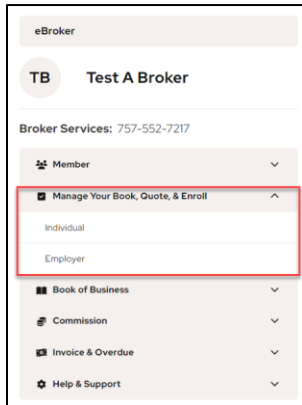 eBroker
TB Test A Broker
Broker Services: 757-552-7217
Member
Manage Your Book, Quote, & Enroll
Individual
Employer
Book of Business
Commission
Invoice & Overdue
Help & Support